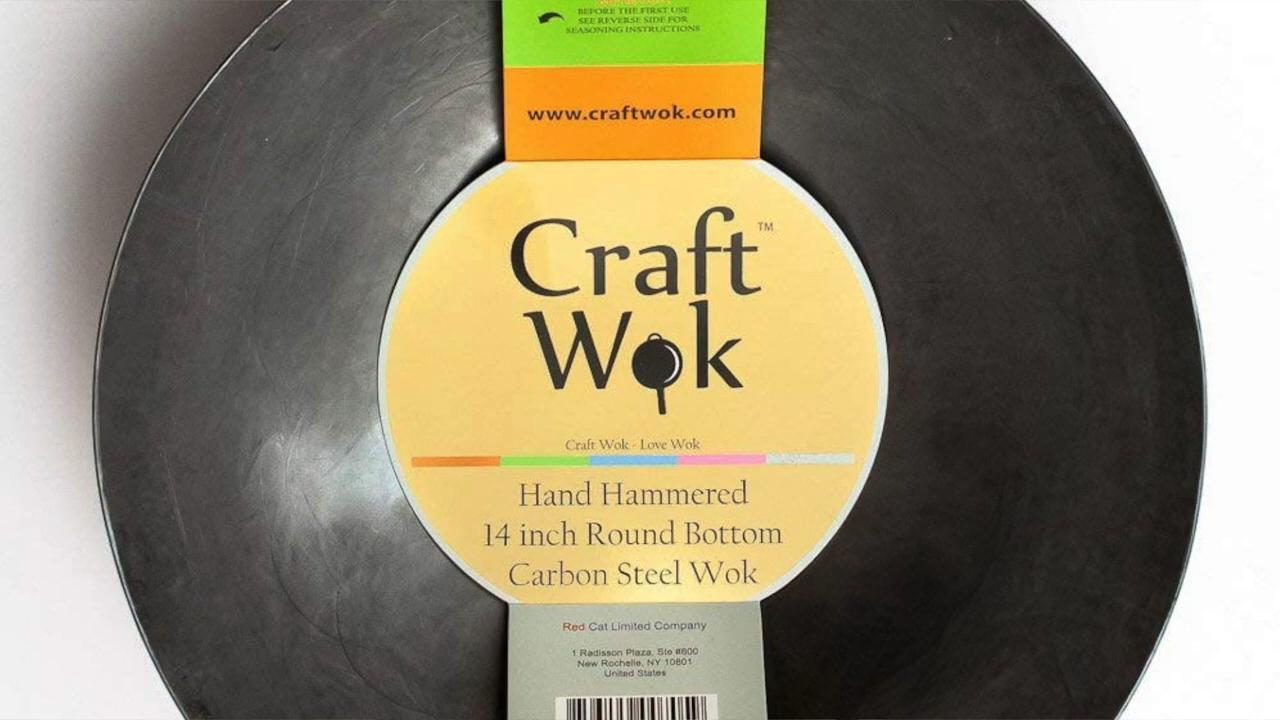 BEFORE THE FIRST USE
SEE REVERSE SIDE FOR
SEASONING INSTRUCTIONS
www.craftwok.com
Craft™
Wok
Craft Wok - Love Wok
Hand Hammered
14 inch Round Bottom
Carbon Steel Wok
Red Cat Limited Company
1 Radisson Plaza, Ste #800
New Rochelle, NY 10801
United States